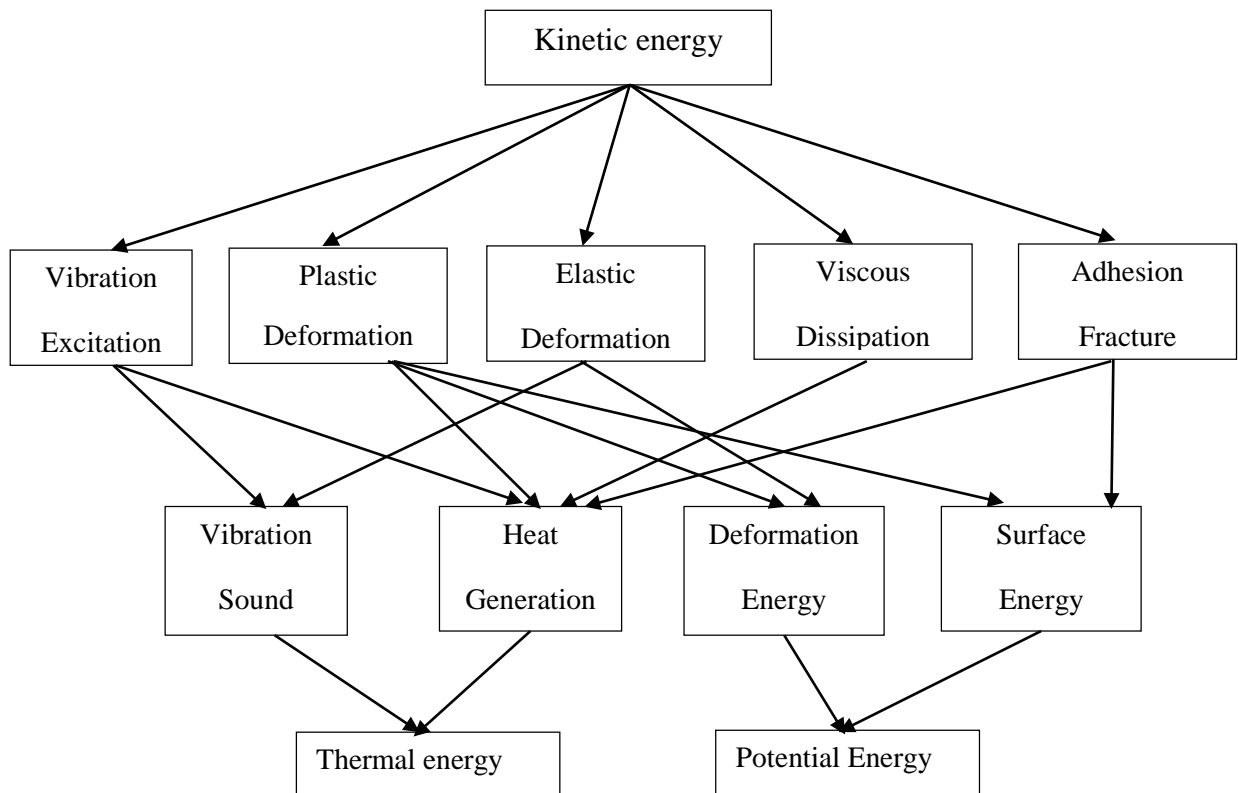 Kinetic energy
Vibration
Excitation
Plastic
Deformation
Elastic
Deformation
Viscous
Dissipation
Adhesion
Fracture
Vibration
Sound
Heat
Generation
Deformation
Energy
Surface
Energy
Thermal energy
Potential Energy